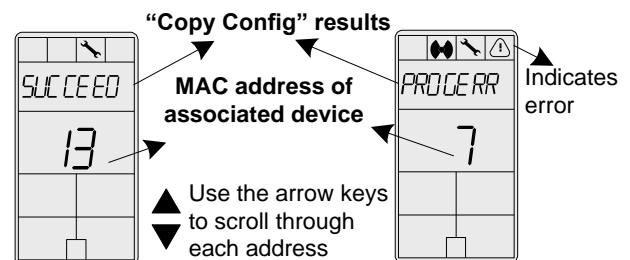 “Copy Config” results
SUCCEED
PROGERR
Indicates
error
MAC address of
associated device
13
7
Use the arrow keys
to scroll through
each address